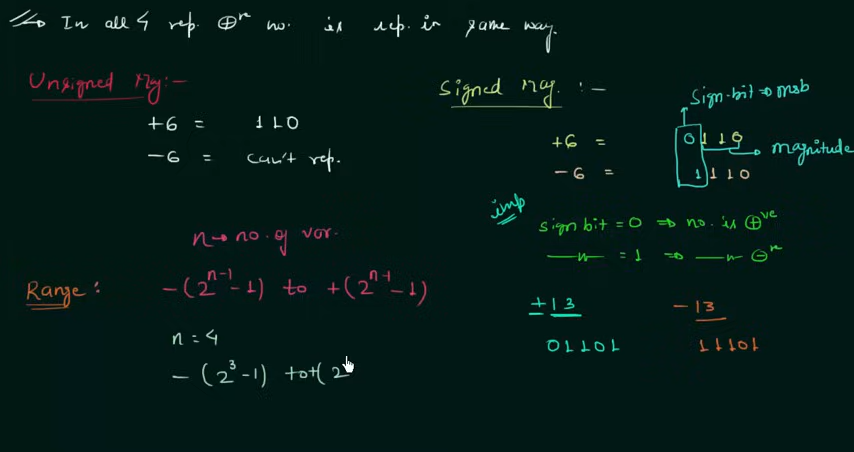 In all 4 rep. ⊕ve no. is rep. in same way.
Unsigned mag:-
+6 = 110
-6 = can't rep.
Signed mag. :-
Sign-bit ⇒ msb
+6 = 0110
magnitude
-6 = 1110
imp
sign bit = 0 ⇒ no. is ⊕ve
—〃— = 1 ⇒ —〃— ⊖ve
+13 -13
01101 11101
n → no. of var.
Range: -(2^{n-1} -1) to +(2^{n-1} -1)
n = 4
-(2^3 -1) to +(2